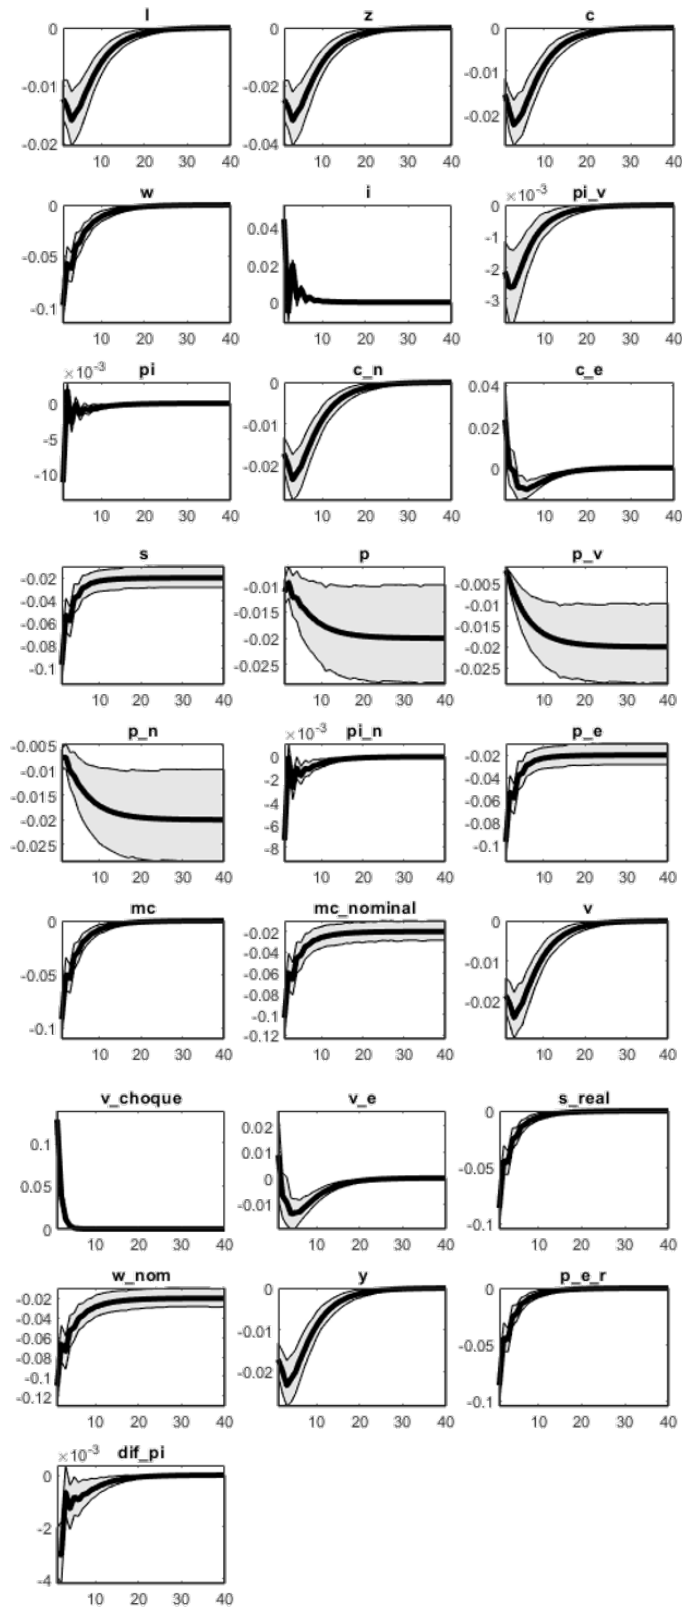 l z c
0 0 0
-0.01 -0.02 -0.01
-0.02
-0.02 -0.04
10 20 30 40 10 20 30 40 10 20 30 40
w i pi_v
×10-3
0 0.04 0
-0.05 0.02 -1
-2
-0.1 0 -3
10 20 30 40 10 20 30 40 10 20 30 40
pi c_n c_e
×10-3
0 0 0.04
-5 -0.01 0.02
-10 -0.02 0
10 20 30 40 10 20 30 40 10 20 30 40
s p p_v
-0.02 -0.01 -0.005
-0.04 -0.015 -0.01
-0.06 -0.02 -0.015
-0.08 -0.02
-0.1 -0.025 -0.025
10 20 30 40 10 20 30 40 10 20 30 40
p_n pi_n p_e
×10-3
-0.005 0 -0.02
-0.01 -2 -0.04
-0.015 -4 -0.06
-0.02 -6 -0.08
-0.025 -8 -0.1
10 20 30 40 10 20 30 40 10 20 30 40
mc mc_nominal v
0 -0.02 0
-0.04
-0.05 -0.06 -0.01
-0.08
-0.1 -0.1 -0.02
-0.12
10 20 30 40 10 20 30 40 10 20 30 40
v_choque v_e s_real
0.1 0.02 0
0.05 0.01 -0.05
0
0 -0.01 -0.1
10 20 30 40 10 20 30 40 10 20 30 40
w_nom y p_e_r
-0.02 0 0
-0.04
-0.06 -0.01 -0.05
-0.08
-0.1 -0.02
-0.12 -0.1
10 20 30 40 10 20 30 40 10 20 30 40
dif_pi
×10-3
0
-2
-4
10 20 30 40